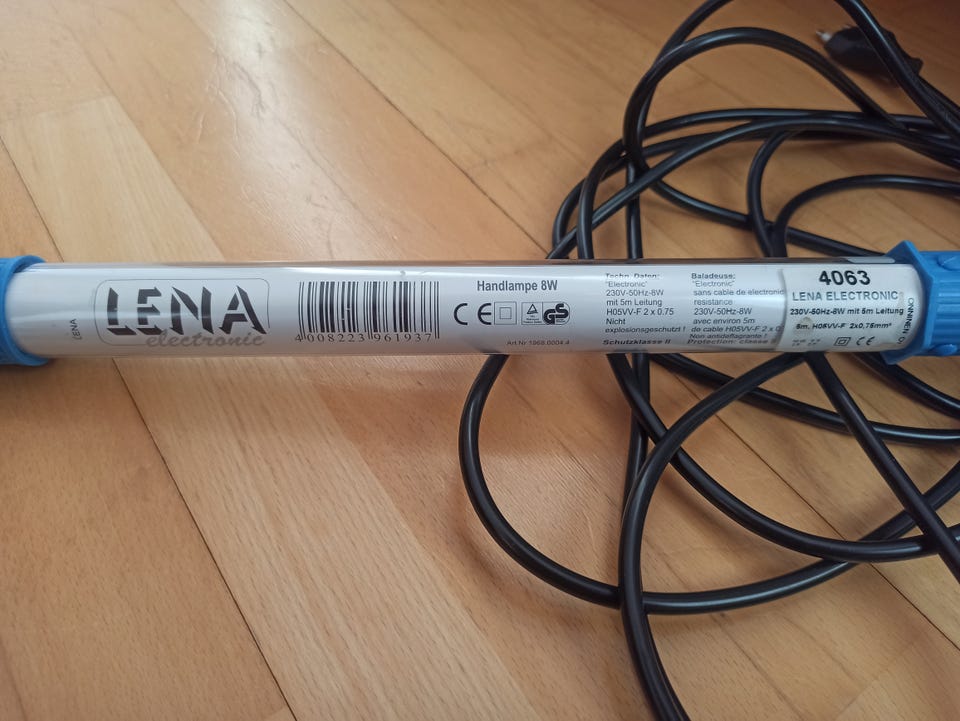 LENA
LENA
electronic
4 008223 961937
Handlampe 8W
CE
GS
Art Nr 1968.0004.4
Techn. Daten:
"Electronic"
230V-50Hz-8W
mit 5m Leitung
H05VV-F 2 x 0.75
Nicht
explosionsgeschützt !
Schutzklasse II
Baladeuse:
"Electronic"
sans cable de electronic
resistance
230V-50Hz-8W
avec environ 5m
de cable H05VV-F 2 x 0
Non antideflagrante !
Protection: classe
4063
LENA ELECTRONIC
230V-50Hz-8W mit 5m Leitung
5m, H05VV-F 2x0,75mm²
CE